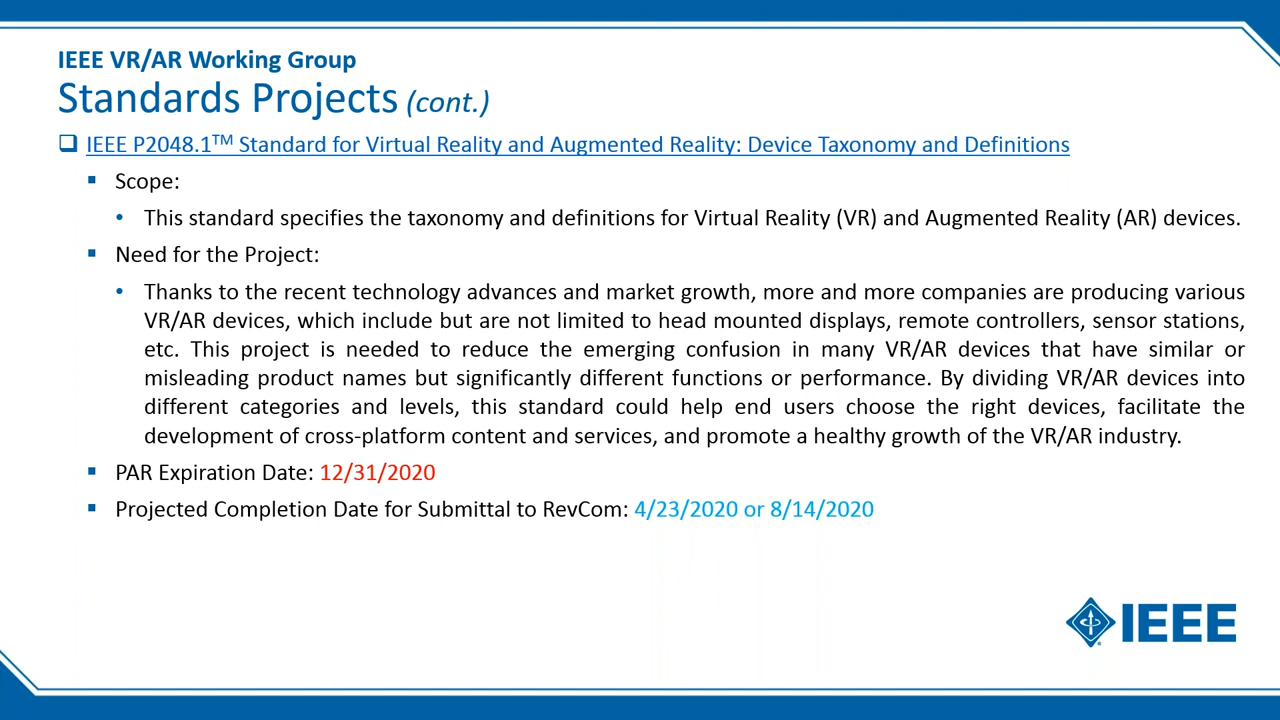 IEEE VR/AR Working Group
Standards Projects (cont.)
IEEE P2048.1™ Standard for Virtual Reality and Augmented Reality: Device Taxonomy and Definitions
Scope:
This standard specifies the taxonomy and definitions for Virtual Reality (VR) and Augmented Reality (AR) devices.
Need for the Project:
Thanks to the recent technology advances and market growth, more and more companies are producing various
VR/AR devices, which include but are not limited to head mounted displays, remote controllers, sensor stations,
etc. This project is needed to reduce the emerging confusion in many VR/AR devices that have similar or
misleading product names but significantly different functions or performance. By dividing VR/AR devices into
different categories and levels, this standard could help end users choose the right devices, facilitate the
development of cross-platform content and services, and promote a healthy growth of the VR/AR industry.
PAR Expiration Date: 12/31/2020
Projected Completion Date for Submittal to RevCom: 4/23/2020 or 8/14/2020
IEEE